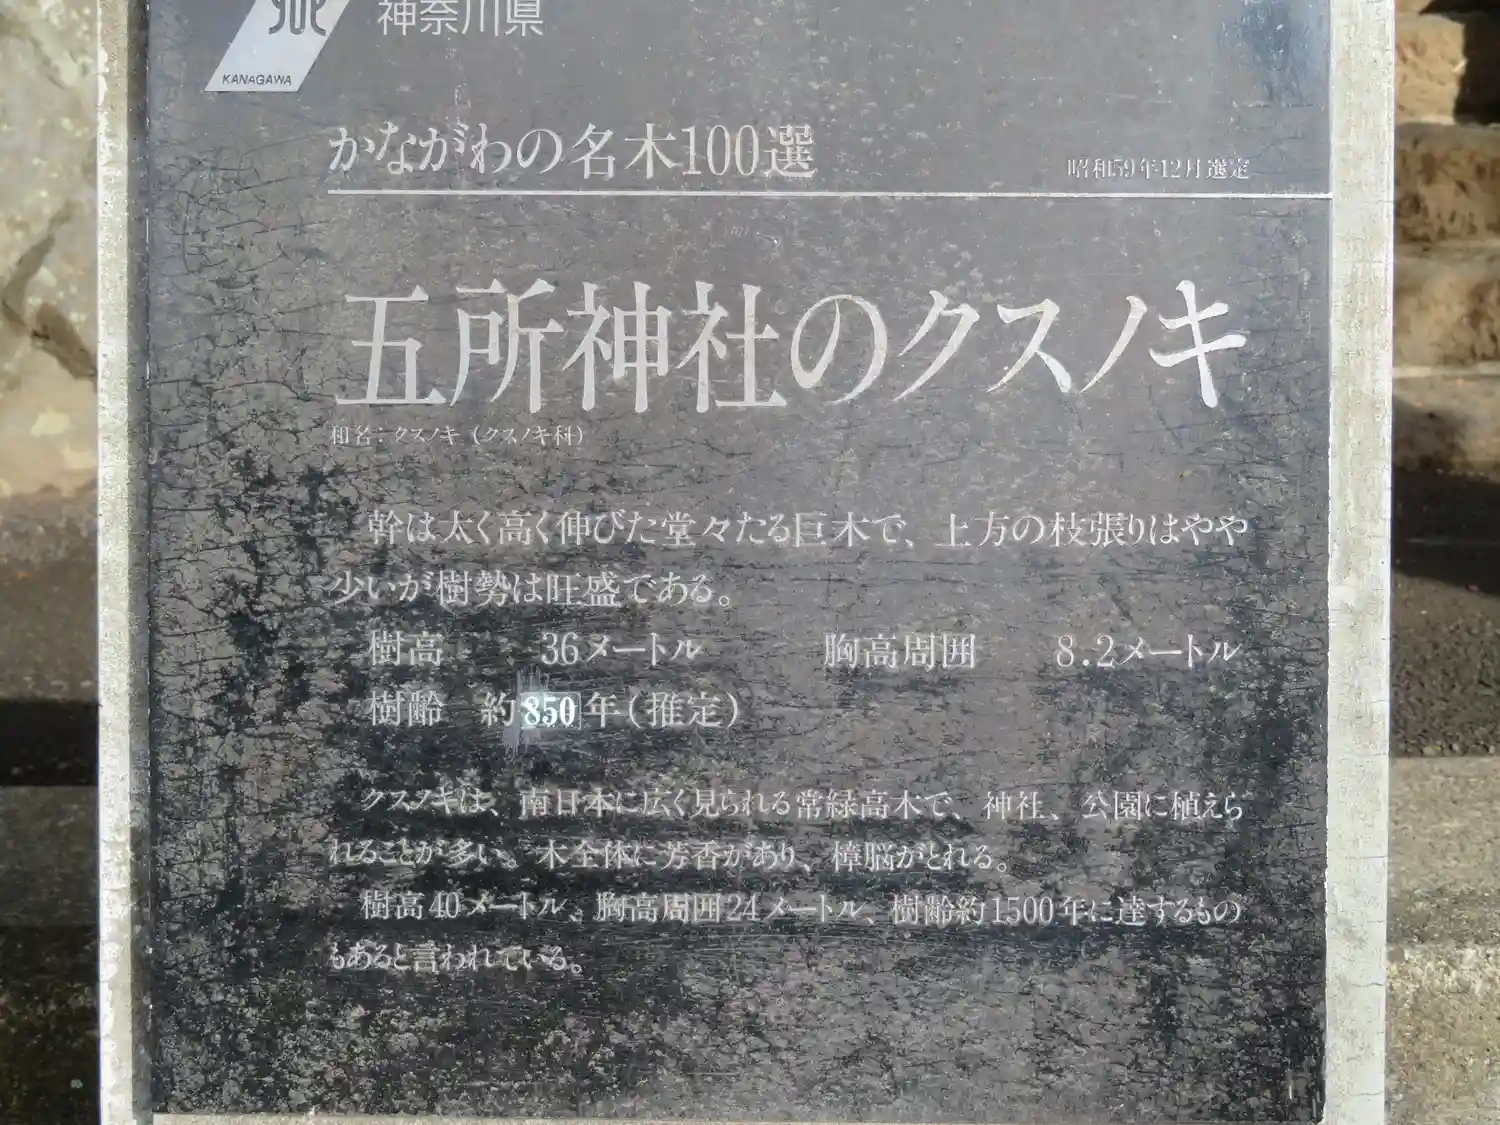 神奈川県
KANAGAWA
かながわの名木100選
昭和59年12月選定
五所神社のクスノキ
和名：クスノキ（クスノキ科）
幹は太く高く伸びた堂々たる巨木で、上方の枝張りはやや
少いが樹勢は旺盛である。
樹高 36メートル 胸高周囲 8.2メートル
樹齢 約850年(推定)
クスノキは、南日本に広く見られる常緑高木で、神社、公園に植えら
れることが多い。木全体に芳香があり、樟脳がとれる。
樹高40メートル、胸高周囲24メートル、樹齢約1500年に達するもの
もあると言われている。